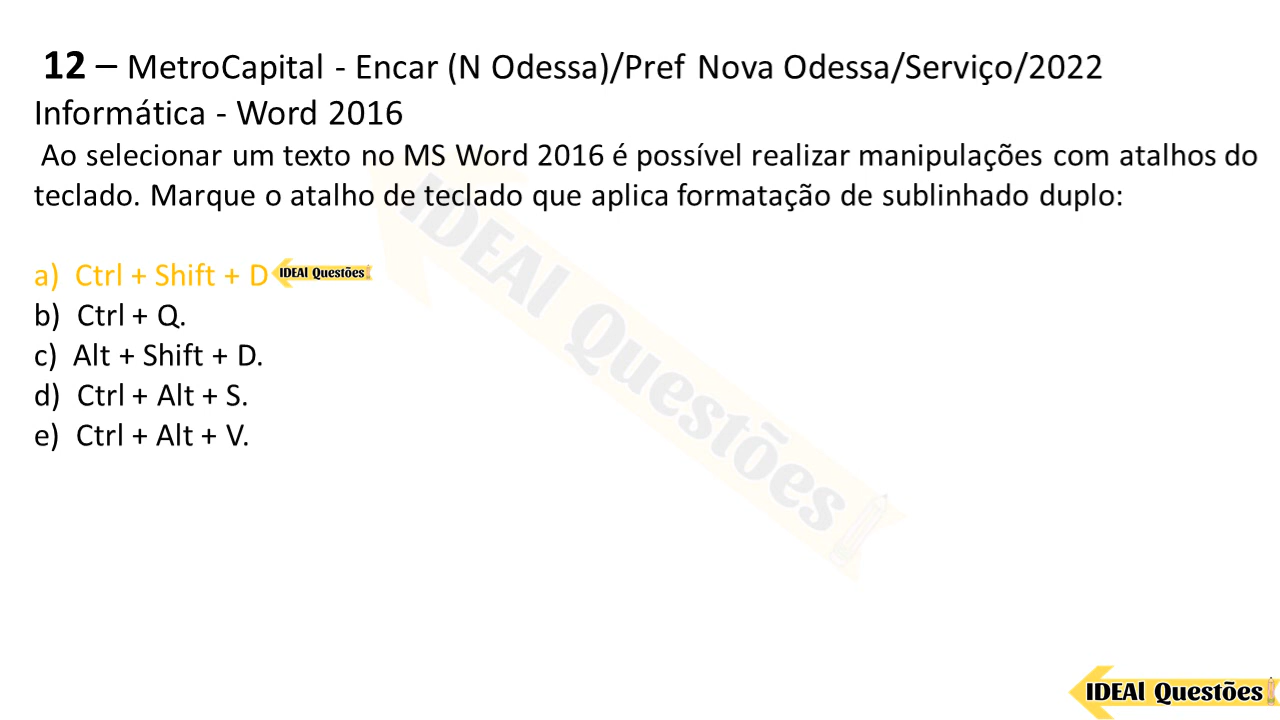 12 – MetroCapital - Encar (N Odessa)/Pref Nova Odessa/Serviço/2022
Informática - Word 2016
Ao selecionar um texto no MS Word 2016 é possível realizar manipulações com atalhos do
teclado. Marque o atalho de teclado que aplica formatação de sublinhado duplo:
a) Ctrl + Shift + D IDEAl Questões
b) Ctrl + Q.
c) Alt + Shift + D.
d) Ctrl + Alt + S.
e) Ctrl + Alt + V.
IDEAl Questões
IDEAl Questões